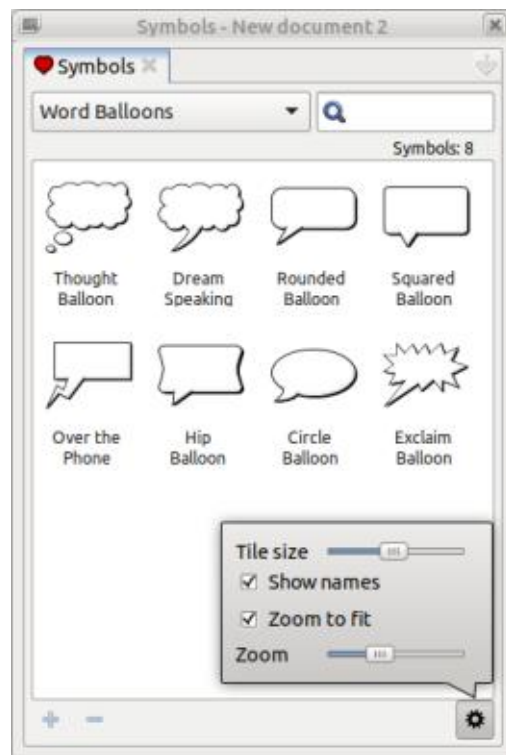 Symbols - New document 2
Symbols
Word Balloons
Symbols: 8
Thought Balloon
Dream Speaking
Rounded Balloon
Squared Balloon
Over the Phone
Hip Balloon
Circle Balloon
Exclaim Balloon
Tile size
Show names
Zoom to fit
Zoom